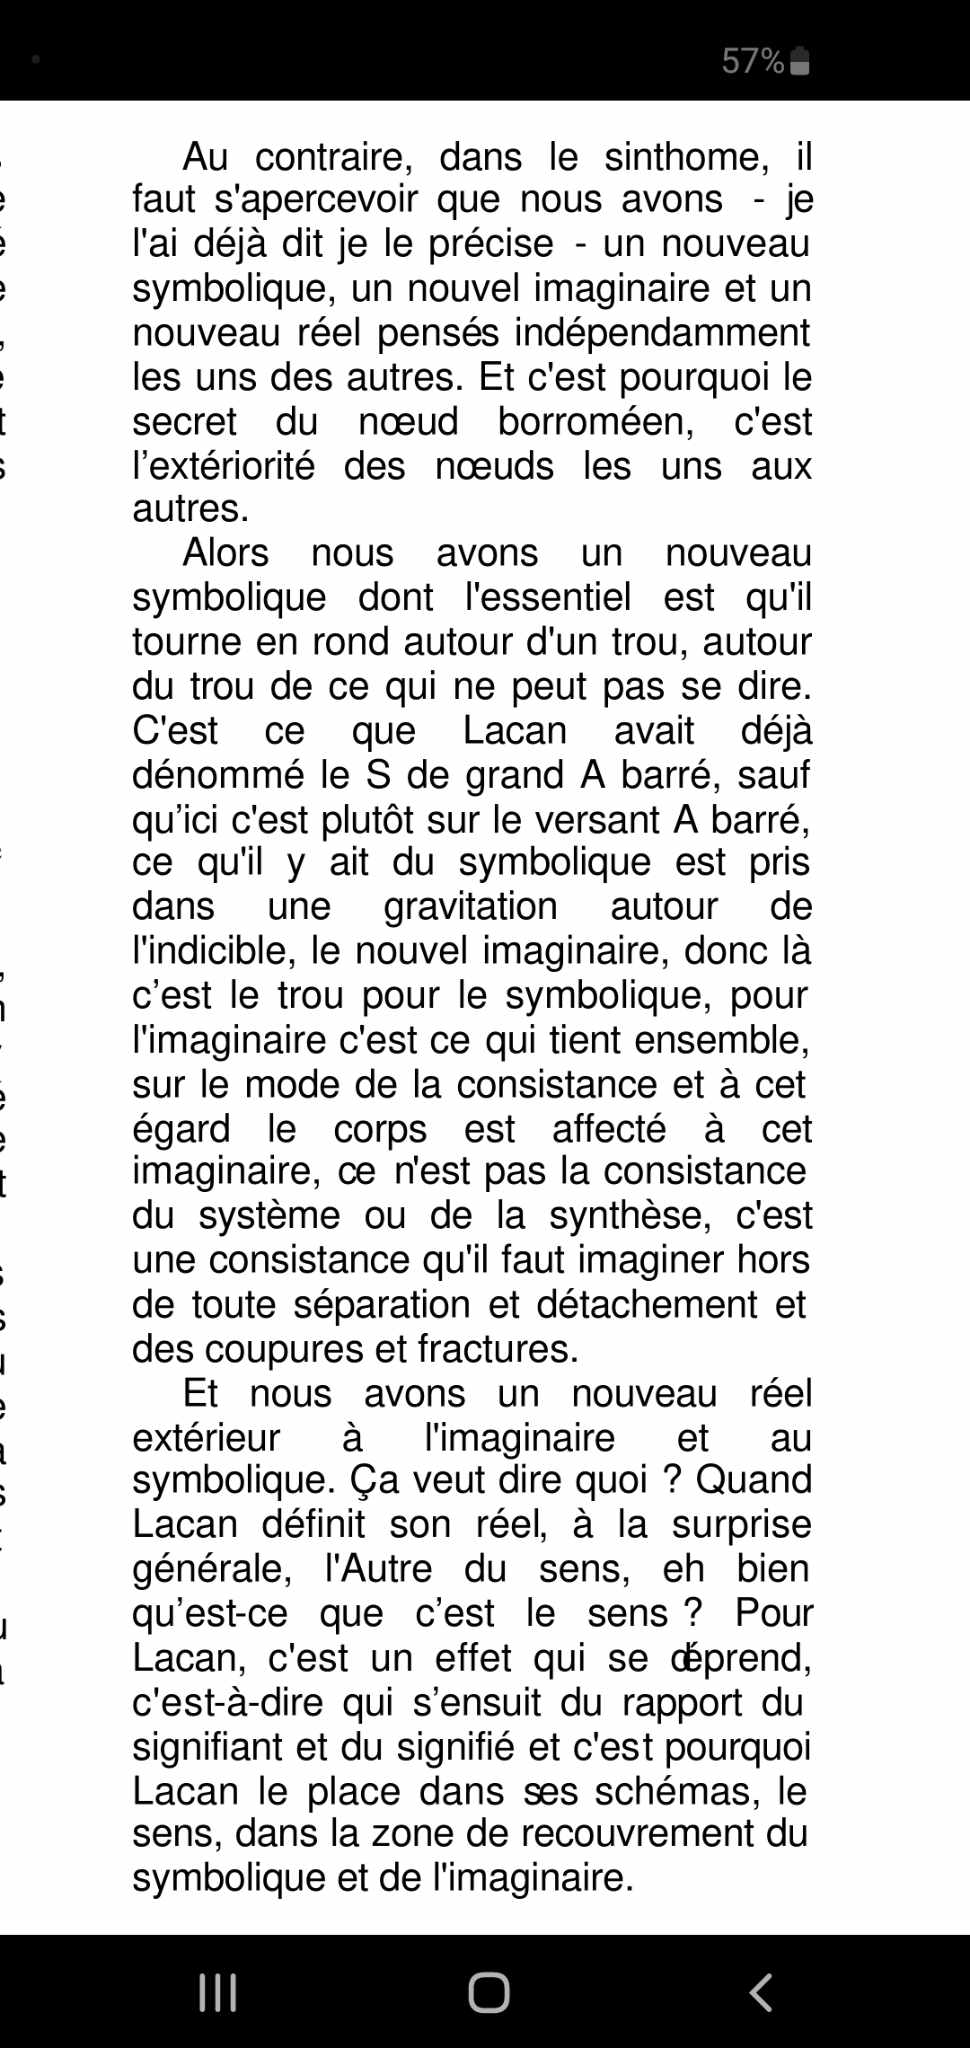 57%
Au contraire, dans le sinthome, il
faut s'apercevoir que nous avons - je
l'ai déjà dit je le précise - un nouveau
symbolique, un nouvel imaginaire et un
nouveau réel pensés indépendamment
les uns des autres. Et c'est pourquoi le
secret du nœud borroméen, c'est
l’extériorité des nœuds les uns aux
autres.
Alors nous avons un nouveau
symbolique dont l'essentiel est qu'il
tourne en rond autour d'un trou, autour
du trou de ce qui ne peut pas se dire.
C'est ce que Lacan avait déjà
dénommé le S de grand A barré, sauf
qu’ici c'est plutôt sur le versant A barré,
ce qu'il y ait du symbolique est pris
dans une gravitation autour de
l'indicible, le nouvel imaginaire, donc là
c’est le trou pour le symbolique, pour
l'imaginaire c'est ce qui tient ensemble,
sur le mode de la consistance et à cet
égard le corps est affecté à cet
imaginaire, ce n'est pas la consistance
du système ou de la synthèse, c'est
une consistance qu'il faut imaginer hors
de toute séparation et détachement et
des coupures et fractures.
Et nous avons un nouveau réel
extérieur à l'imaginaire et au
symbolique. Ça veut dire quoi ? Quand
Lacan définit son réel, à la surprise
générale, l'Autre du sens, eh bien
qu’est-ce que c’est le sens ? Pour
Lacan, c'est un effet qui se déprend,
c'est-à-dire qui s’ensuit du rapport du
signifiant et du signifié et c'est pourquoi
Lacan le place dans ses schémas, le
sens, dans la zone de recouvrement du
symbolique et de l'imaginaire.